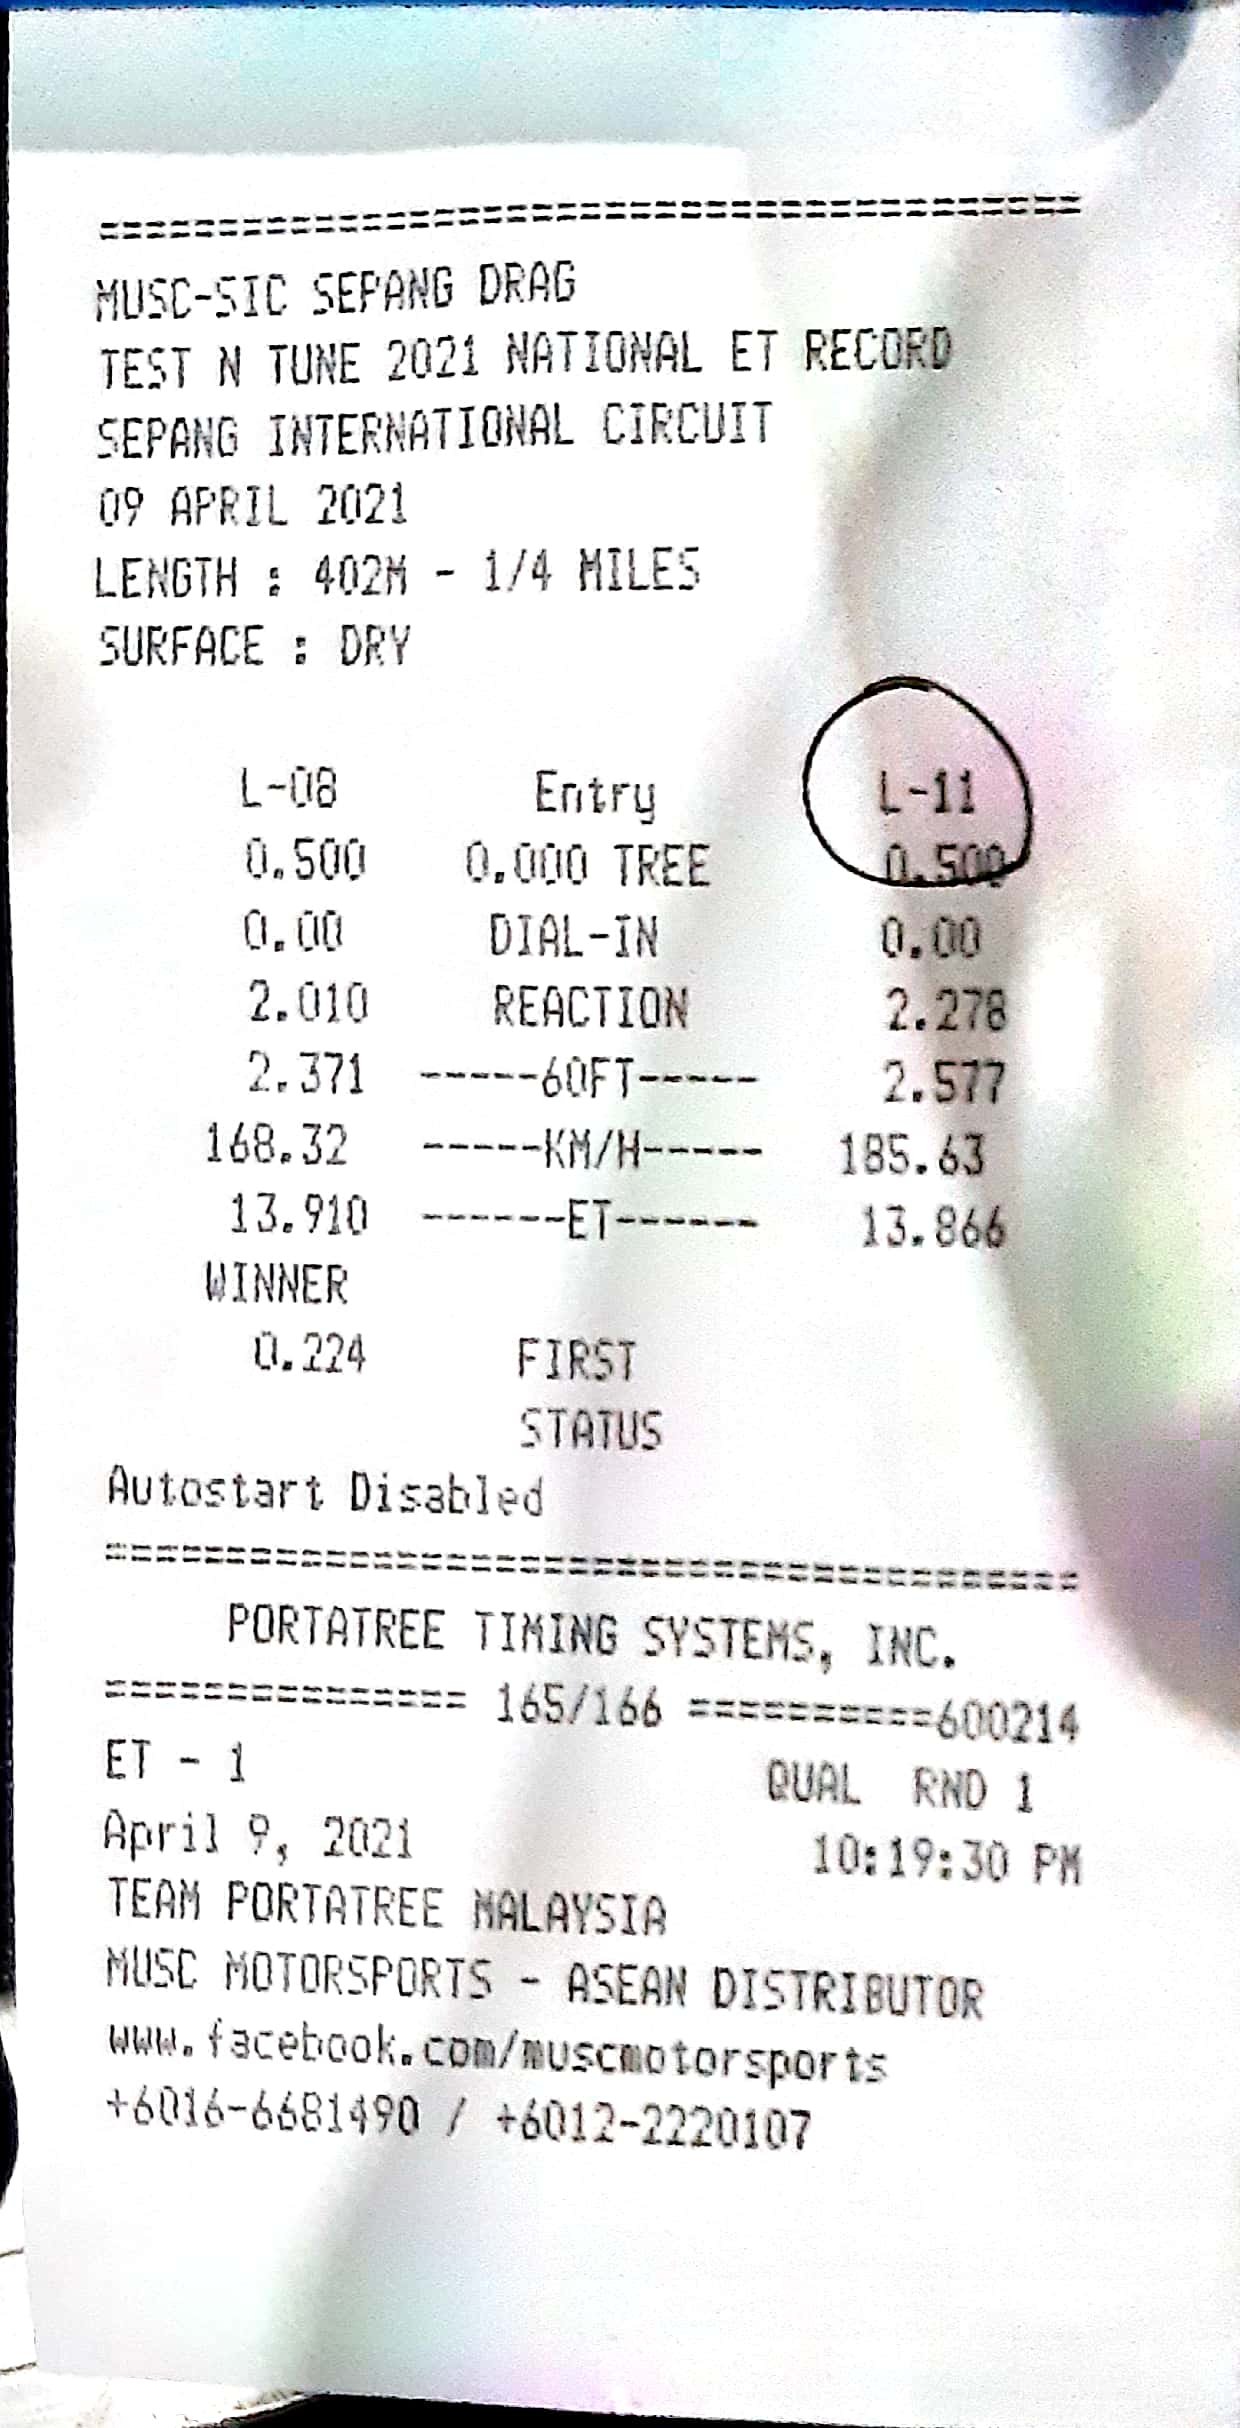 ========================================
MUSC-SIC SEPANG DRAG
TEST N TUNE 2021 NATIONAL ET RECORD
SEPANG INTERNATIONAL CIRCUIT
09 APRIL 2021
LENGTH : 402M - 1/4 MILES
SURFACE : DRY
L-08 Entry L-11
0.500 0.000 TREE 0.500
0.00 DIAL-IN 0.00
2.010 REACTION 2.278
2.371 -----60FT----- 2.577
168.32 -----KM/H----- 185.63
13.910 ------ET------ 13.866
WINNER
0.224 FIRST
STATUS
Autostart Disabled
========================================
PORTATREE TIMING SYSTEMS, INC.
=============== 165/166 ==========600214
ET - 1 QUAL RND 1
April 9, 2021 10:19:30 PM
TEAM PORTATREE MALAYSIA
MUSC MOTORSPORTS - ASEAN DISTRIBUTOR
www.facebook.com/muscmotorsports
+6016-6681490 / +6012-2220107